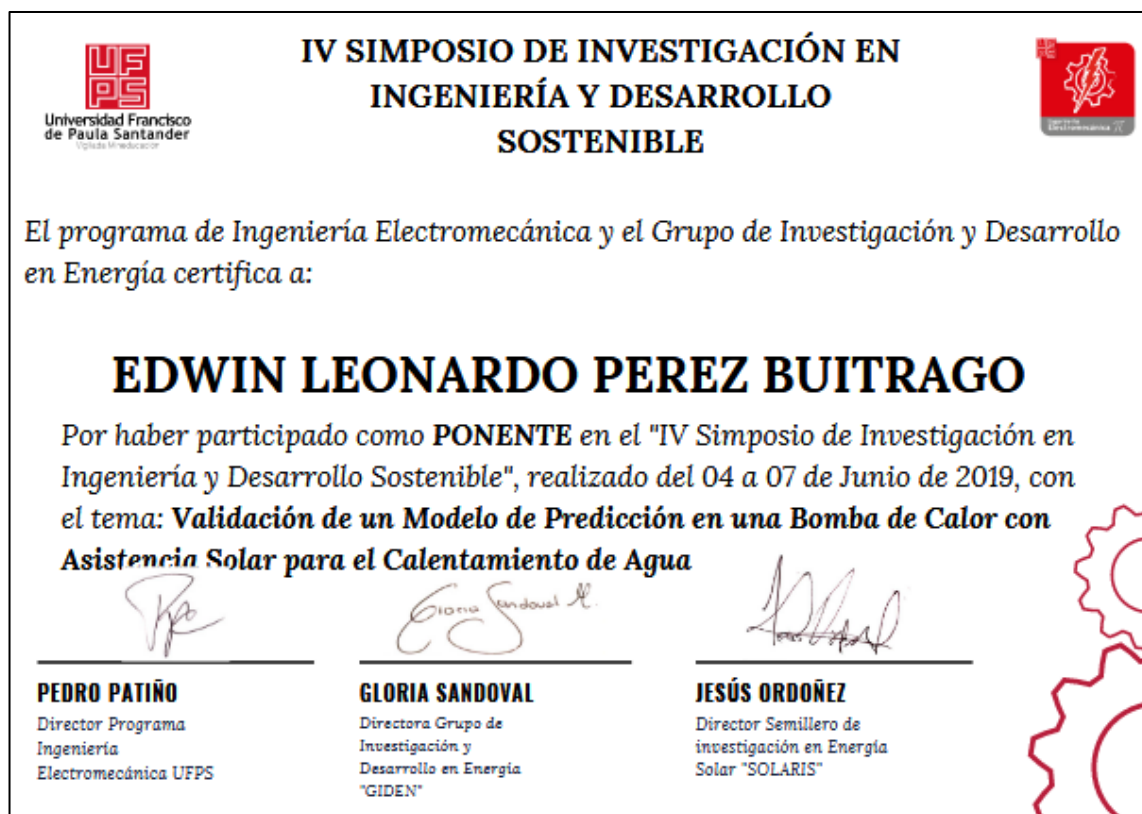 UFPS
Universidad Francisco
de Paula Santander
Vigilada Mineducación
IV SIMPOSIO DE INVESTIGACIÓN EN
INGENIERÍA Y DESARROLLO
SOSTENIBLE
Ingeniería
Electromecánica
El programa de Ingeniería Electromecánica y el Grupo de Investigación y Desarrollo
en Energía certifica a:
EDWIN LEONARDO PEREZ BUITRAGO
Por haber participado como PONENTE en el "IV Simposio de Investigación en
Ingeniería y Desarrollo Sostenible", realizado del 04 a 07 de Junio de 2019, con
el tema: Validación de un Modelo de Predicción en una Bomba de Calor con
Asistencia Solar para el Calentamiento de Agua
Gloria Sandoval M.
PEDRO PATIÑO
Director Programa
Ingeniería
Electromecánica UFPS
GLORIA SANDOVAL
Directora Grupo de
Investigación y
Desarrollo en Energía
"GIDEN"
JESÚS ORDOÑEZ
Director Semillero de
investigación en Energía
Solar "SOLARIS"